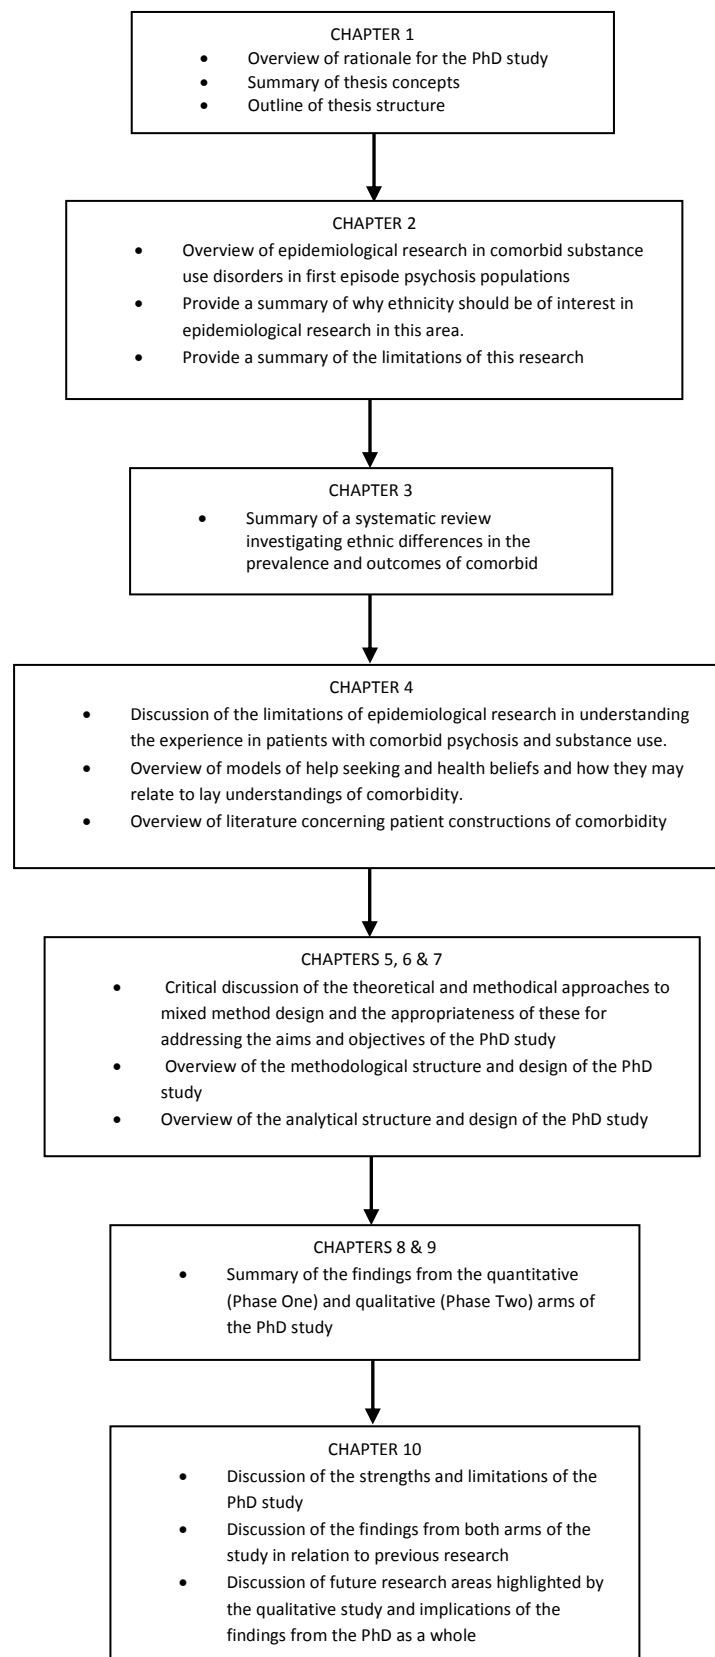 CHAPTER 1
• Overview of rationale for the PhD study
• Summary of thesis concepts
• Outline of thesis structure
CHAPTER 2
• Overview of epidemiological research in comorbid substance
use disorders in first episode psychosis populations
• Provide a summary of why ethnicity should be of interest in
epidemiological research in this area.
• Provide a summary of the limitations of this research
CHAPTER 3
• Summary of a systematic review
investigating ethnic differences in the
prevalence and outcomes of comorbid
CHAPTER 4
• Discussion of the limitations of epidemiological research in understanding
the experience in patients with comorbid psychosis and substance use.
• Overview of models of help seeking and health beliefs and how they may
relate to lay understandings of comorbidity.
• Overview of literature concerning patient constructions of comorbidity
CHAPTERS 5, 6 & 7
• Critical discussion of the theoretical and methodical approaches to
mixed method design and the appropriateness of these for
addressing the aims and objectives of the PhD study
• Overview of the methodological structure and design of the PhD
study
• Overview of the analytical structure and design of the PhD study
CHAPTERS 8 & 9
• Summary of the findings from the quantitative
(Phase One) and qualitative (Phase Two) arms of
the PhD study
CHAPTER 10
• Discussion of the strengths and limitations of the
PhD study
• Discussion of the findings from both arms of the
study in relation to previous research
• Discussion of future research areas highlighted by
the qualitative study and implications of the
findings from the PhD as a whole